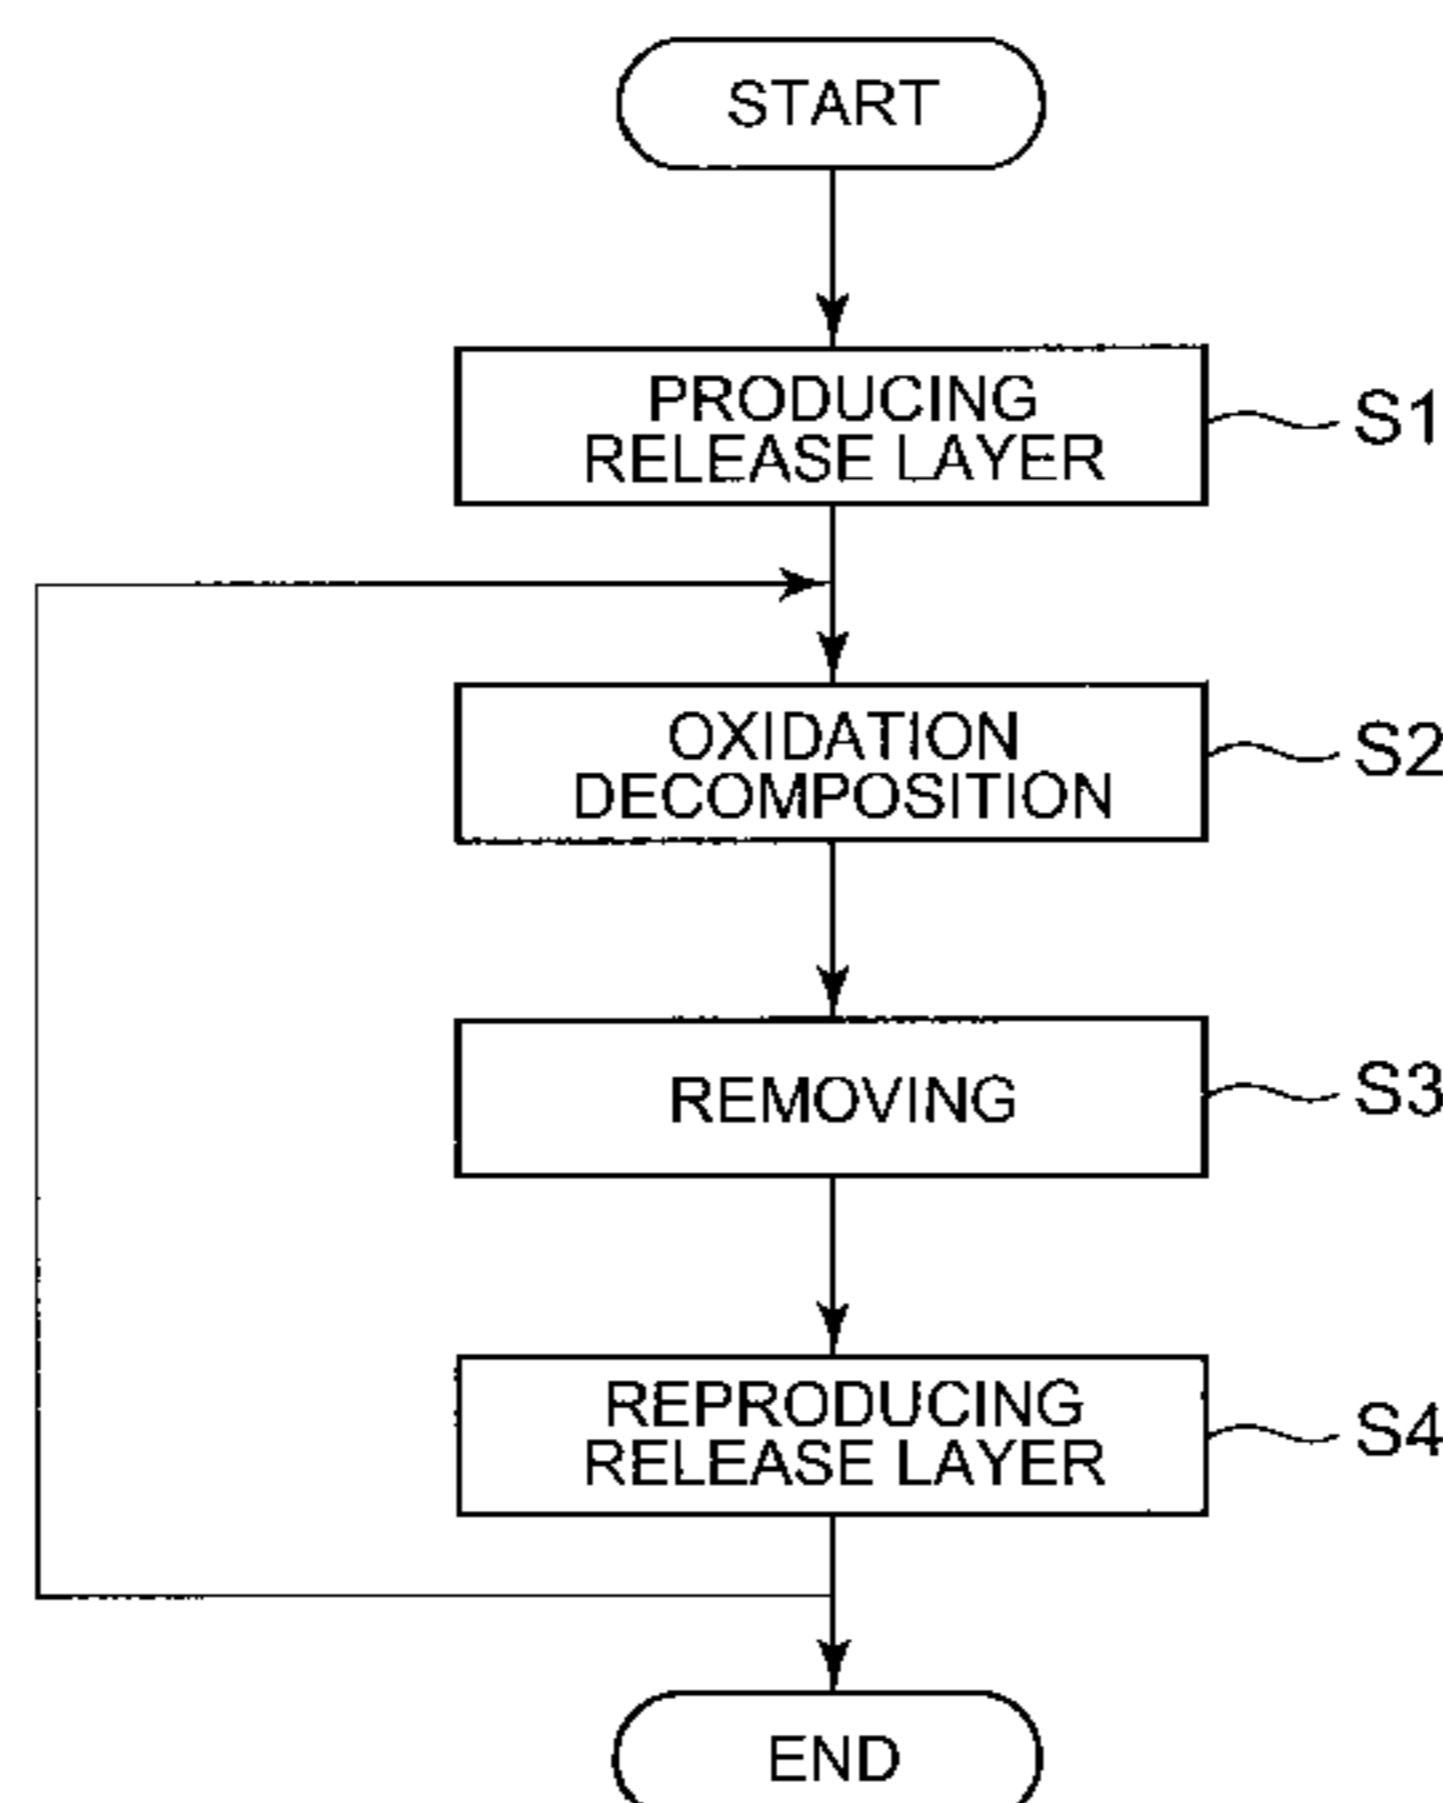 START
PRODUCING
RELEASE LAYER
S1
OXIDATION
DECOMPOSITION
S2
REMOVING
S3
REPRODUCING
RELEASE LAYER
S4
END